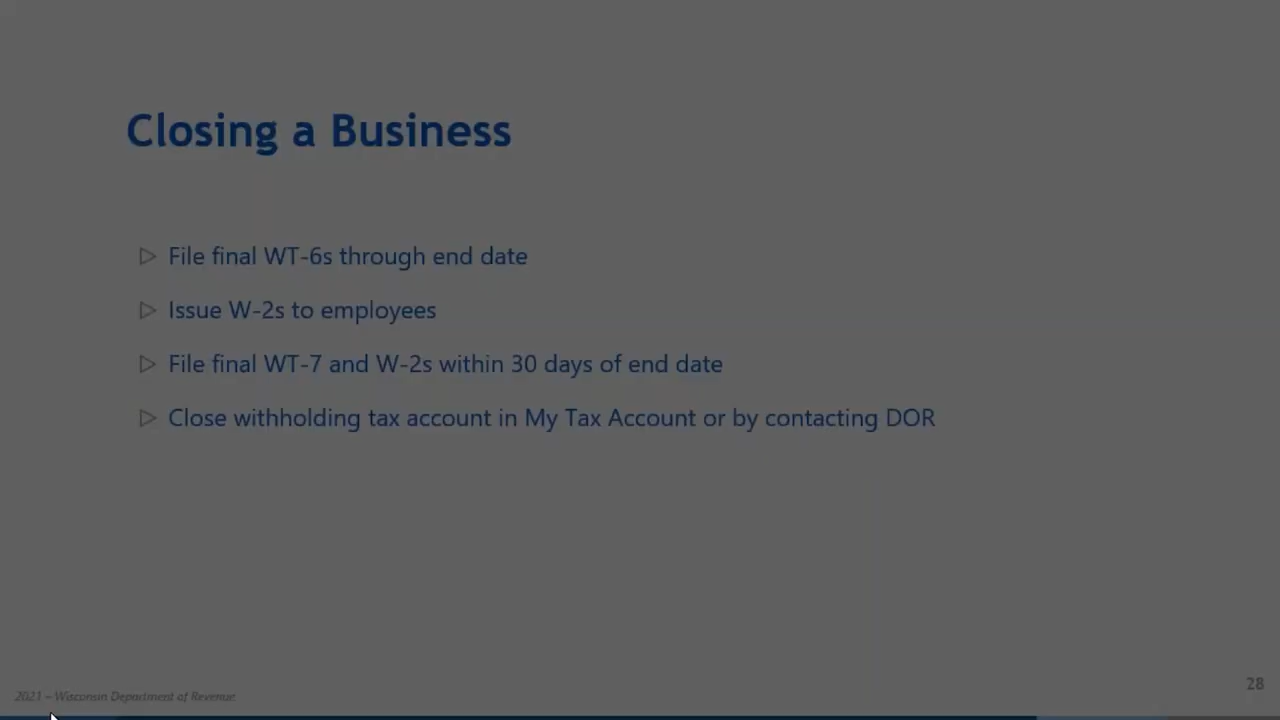 Closing a Business
File final WT-6s through end date
Issue W-2s to employees
File final WT-7 and W-2s within 30 days of end date
Close withholding tax account in My Tax Account or by contacting DOR
2021 – Wisconsin Department of Revenue
28